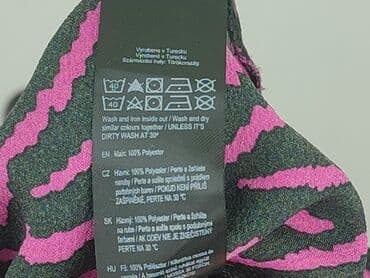 Vyrobeno v Turecku
Vyrobené v Turecku
Származási hely: Törökország
40
40
Wash and iron inside out / Wash and dry
similar colours together / UNLESS IT'S
DIRTY WASH AT 30°
EN Main: 100% Polyester
CZ Hlavní: 100% Polyester / Perte a žehlete
naruby / Perte a sušte společně s prádlem
podobných barev / POKUD NENÍ PŘÍLIŠ
ZAŠPINĚNÉ, PERTE NA 30 °C
SK Hlavný: 100% Polyester / Perte a žehlite
na rube / Perte a sušte s podobnými farbami /
AK ODEV NIE JE ZNEČISTENÝ,
PERTE NA 30 °C
HU Fő: 100% Poliészter /